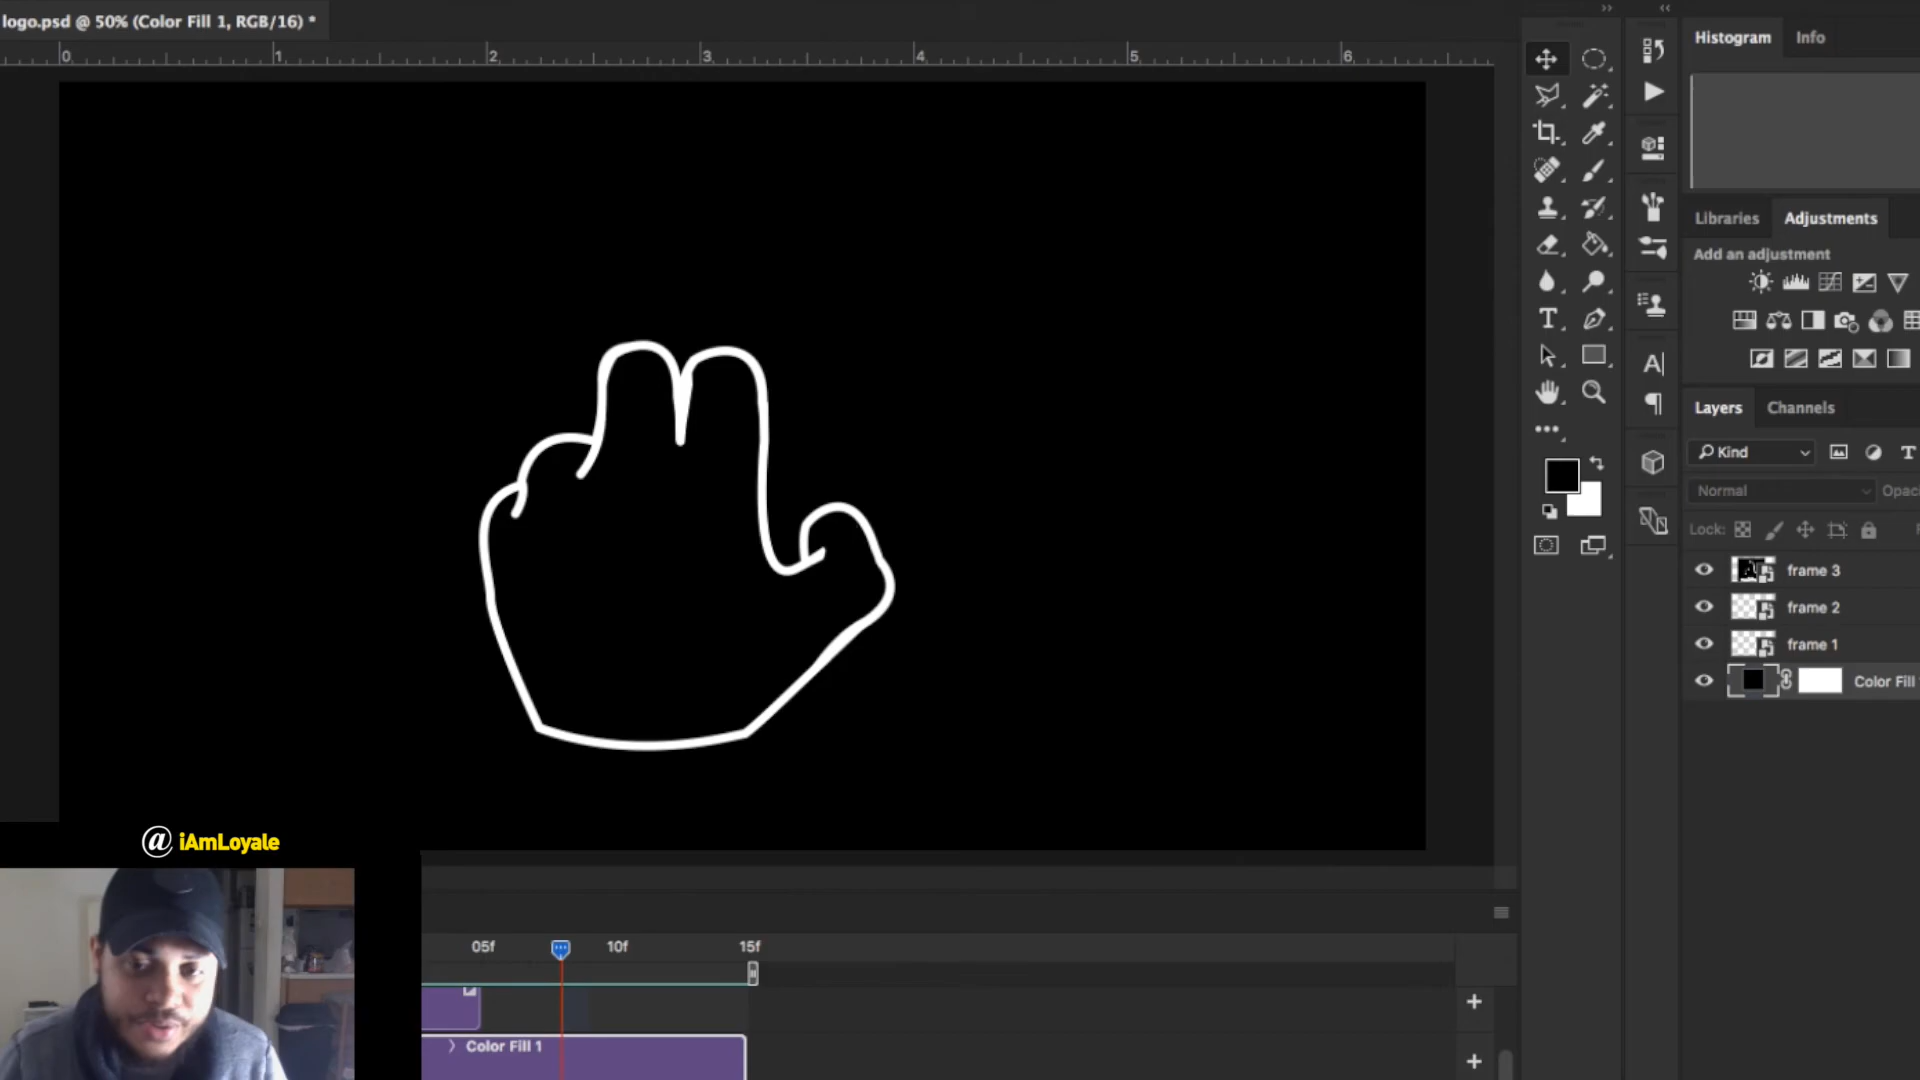 logo.psd @ 50% (Color Fill 1, RGB/16) *
0 1 2 3 4 5 6
Histogram Info
Libraries Adjustments
Add an adjustment
Layers Channels
Kind
Normal Opaci
Lock:
frame 3
frame 2
frame 1
Color Fill
@ iAmLoyale
05f 10f 15f
Color Fill 1